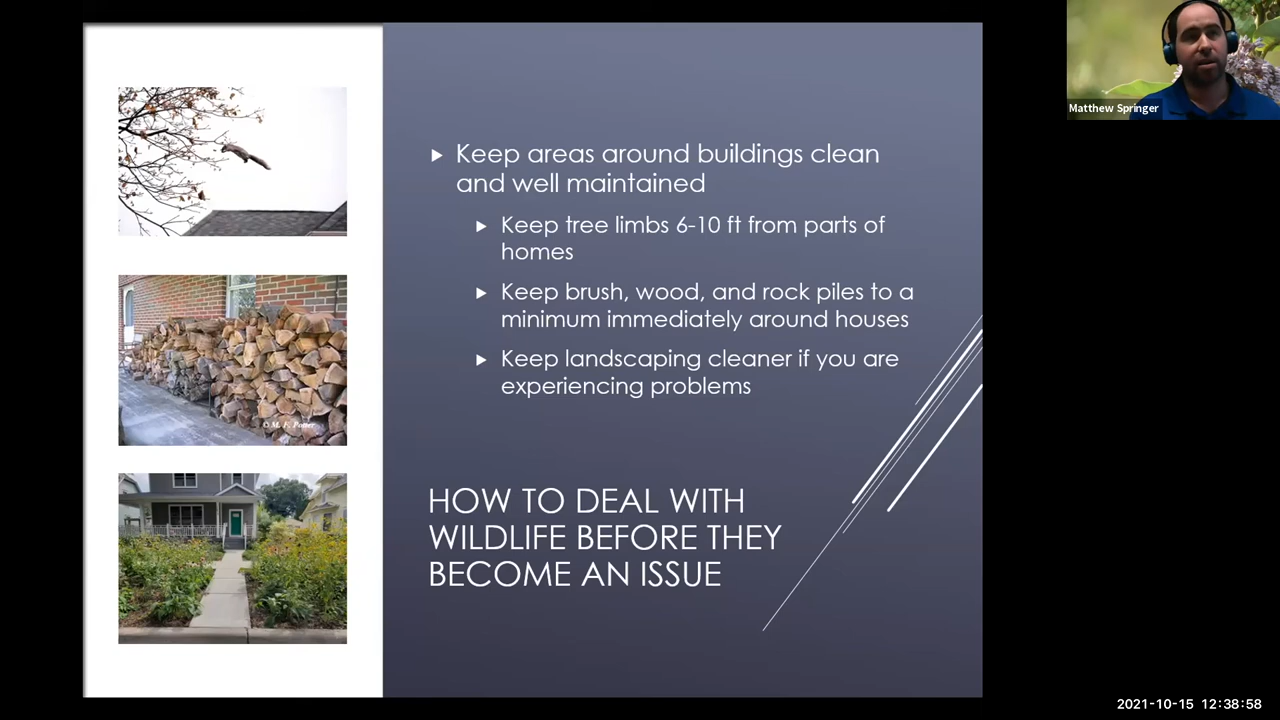 Keep areas around buildings clean
and well maintained
Keep tree limbs 6-10 ft from parts of
homes
Keep brush, wood, and rock piles to a
minimum immediately around houses
Keep landscaping cleaner if you are
experiencing problems
HOW TO DEAL WITH
WILDLIFE BEFORE THEY
BECOME AN ISSUE
© M. F. Potter
Matthew Springer
2021-10-15 12:38:58